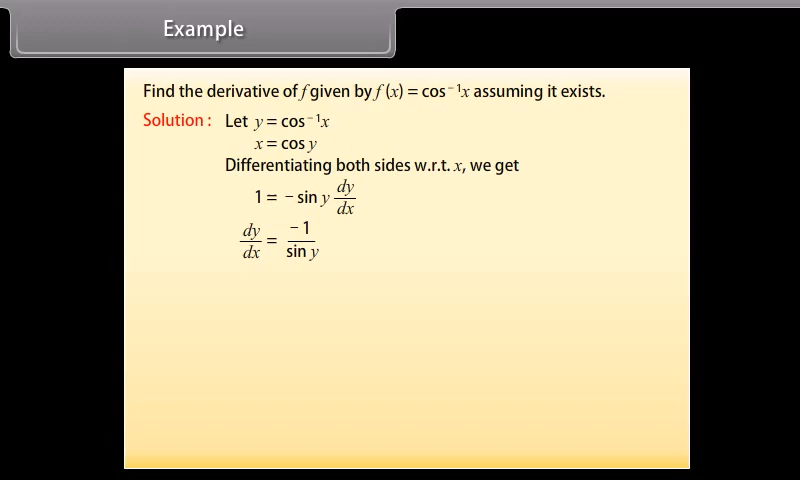 Example
Find the derivative of f given by f (x) = cos⁻¹x assuming it exists.
Solution : Let y = cos⁻¹x
x = cos y
Differentiating both sides w.r.t. x, we get
1 = − sin y dy/dx
dy/dx = −1/sin y